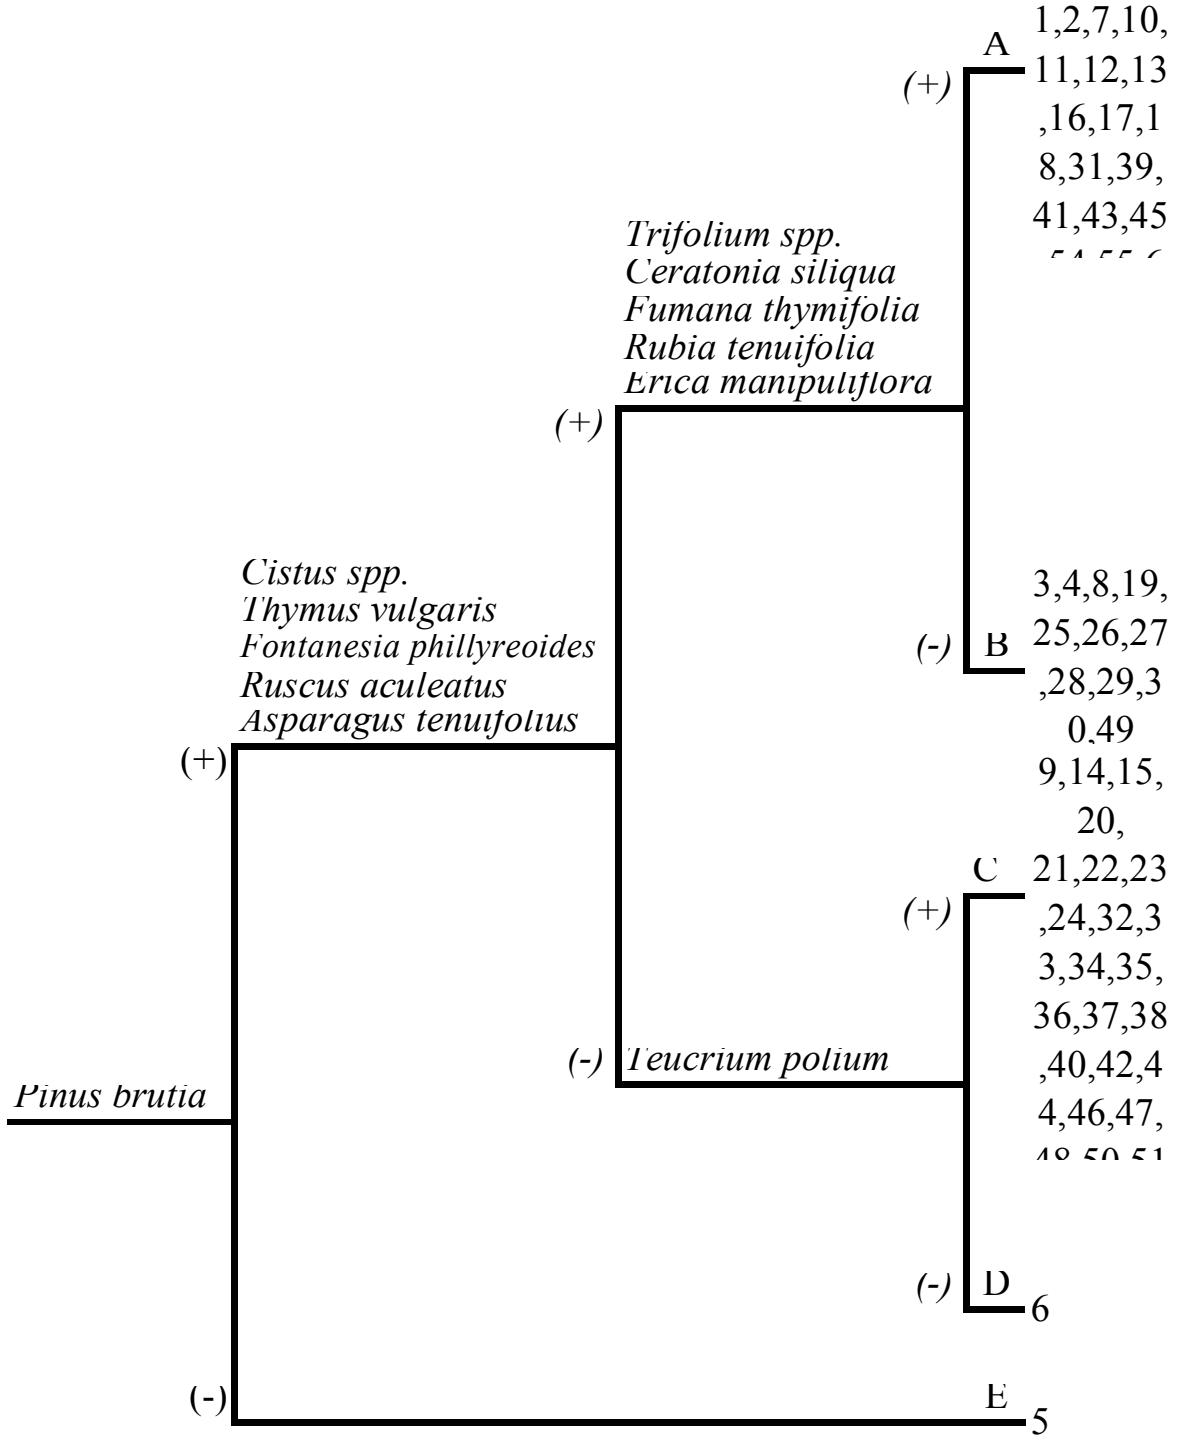 A
1,2,7,10,
11,12,13
,16,17,1
8,31,39,
41,43,45
(+)
Trifolium spp.
Ceratonia siliqua
Fumana thymifolia
Rubia tenuifolia
Erica manipuliflora
(+)
Cistus spp.
Thymus vulgaris
Fontanesia phillyreoides
Ruscus aculeatus
Asparagus tenuifolius
(+)
(-)
B
3,4,8,19,
25,26,27
,28,29,3
0,49
C
9,14,15,
20,
21,22,23
,24,32,3
3,34,35,
36,37,38
,40,42,4
4,46,47,
48,50,51
(+)
(-)
Teucrium polium
Pinus brutia
(-)
D
6
(-)
E
5